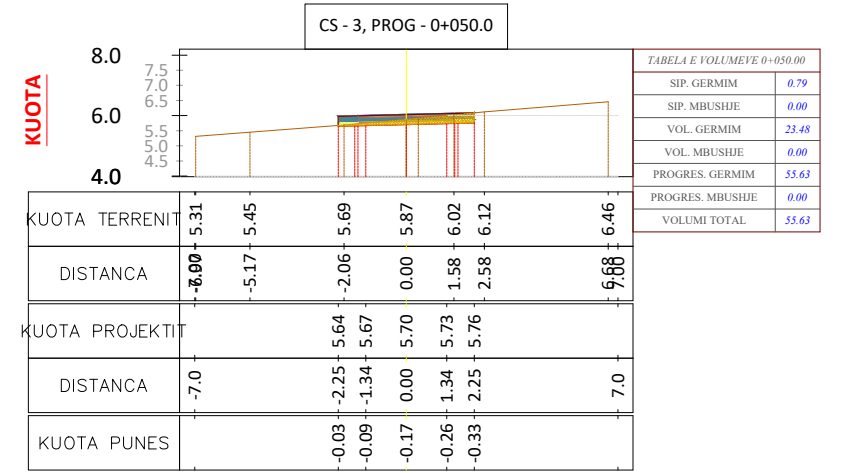 CS - 3, PROG - 0+050.0
KUOTA
8.0
7.5
7.0
6.5
6.0
5.5
5.0
4.5
4.0
TABELA E VOLUMEVE 0+050.00
SIP. GERMIM 0.79
SIP. MBUSHJE 0.00
VOL. GERMIM 23.48
VOL. MBUSHJE 0.00
PROGRES. GERMIM 55.63
PROGRES. MBUSHJE 0.00
VOLUMI TOTAL 55.63
KUOTA TERRENIT 5.31 5.45 5.69 5.87 6.02 6.12 6.46
DISTANCA -5.17 -2.06 0.00 1.58 2.58 6.68 7.00
KUOTA PROJEKTIT 5.64 5.67 5.70 5.73 5.76
DISTANCA -7.0 -2.25 -1.34 0.00 1.34 2.25 7.0
KUOTA PUNES -0.03 -0.09 -0.17 -0.26 -0.33